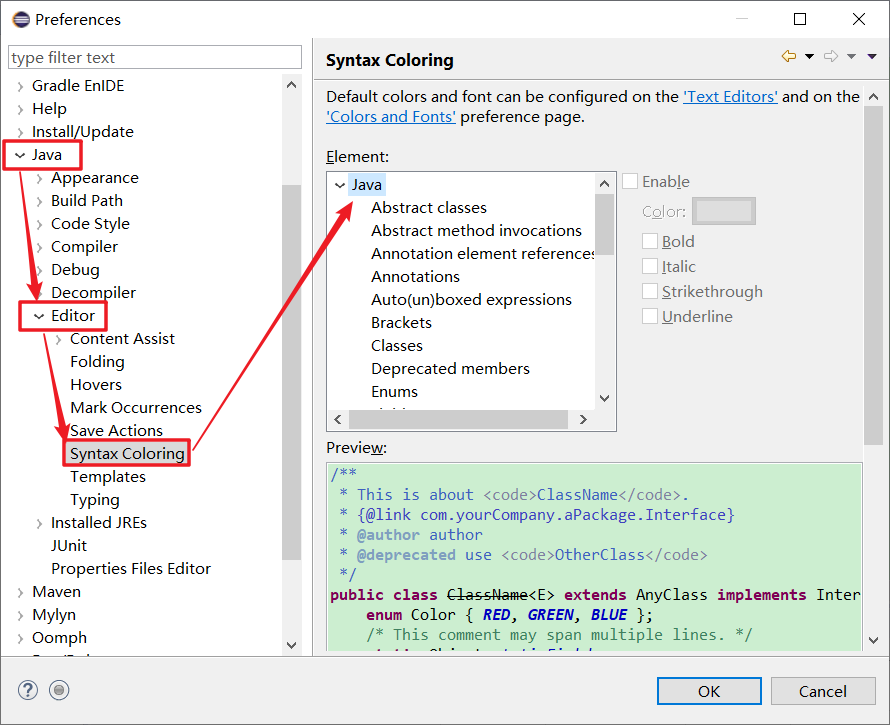 Preferences
type filter text
Gradle EnIDE
Help
Install/Update
Java
Appearance
Build Path
Code Style
Compiler
Debug
Decompiler
Editor
Content Assist
Folding
Hovers
Mark Occurrences
Save Actions
Syntax Coloring
Templates
Typing
Installed JREs
JUnit
Properties Files Editor
Maven
Mylyn
Oomph
Syntax Coloring
Default colors and font can be configured on the 'Text Editors' and on the
'Colors and Fonts' preference page.
Element:
Java
Abstract classes
Abstract method invocations
Annotation element references
Annotations
Auto(un)boxed expressions
Brackets
Classes
Deprecated members
Enums
Enable
Color:
Bold
Italic
Strikethrough
Underline
Preview:
/**
 * This is about <code>ClassName</code>.
 * {@link com.yourCompany.aPackage.Interface}
 * @author author
 * @deprecated use <code>OtherClass</code>
 */
public class ClassName<E> extends AnyClass implements Inter
    enum Color { RED, GREEN, BLUE };
    /* This comment may span multiple lines. */
OK
Cancel